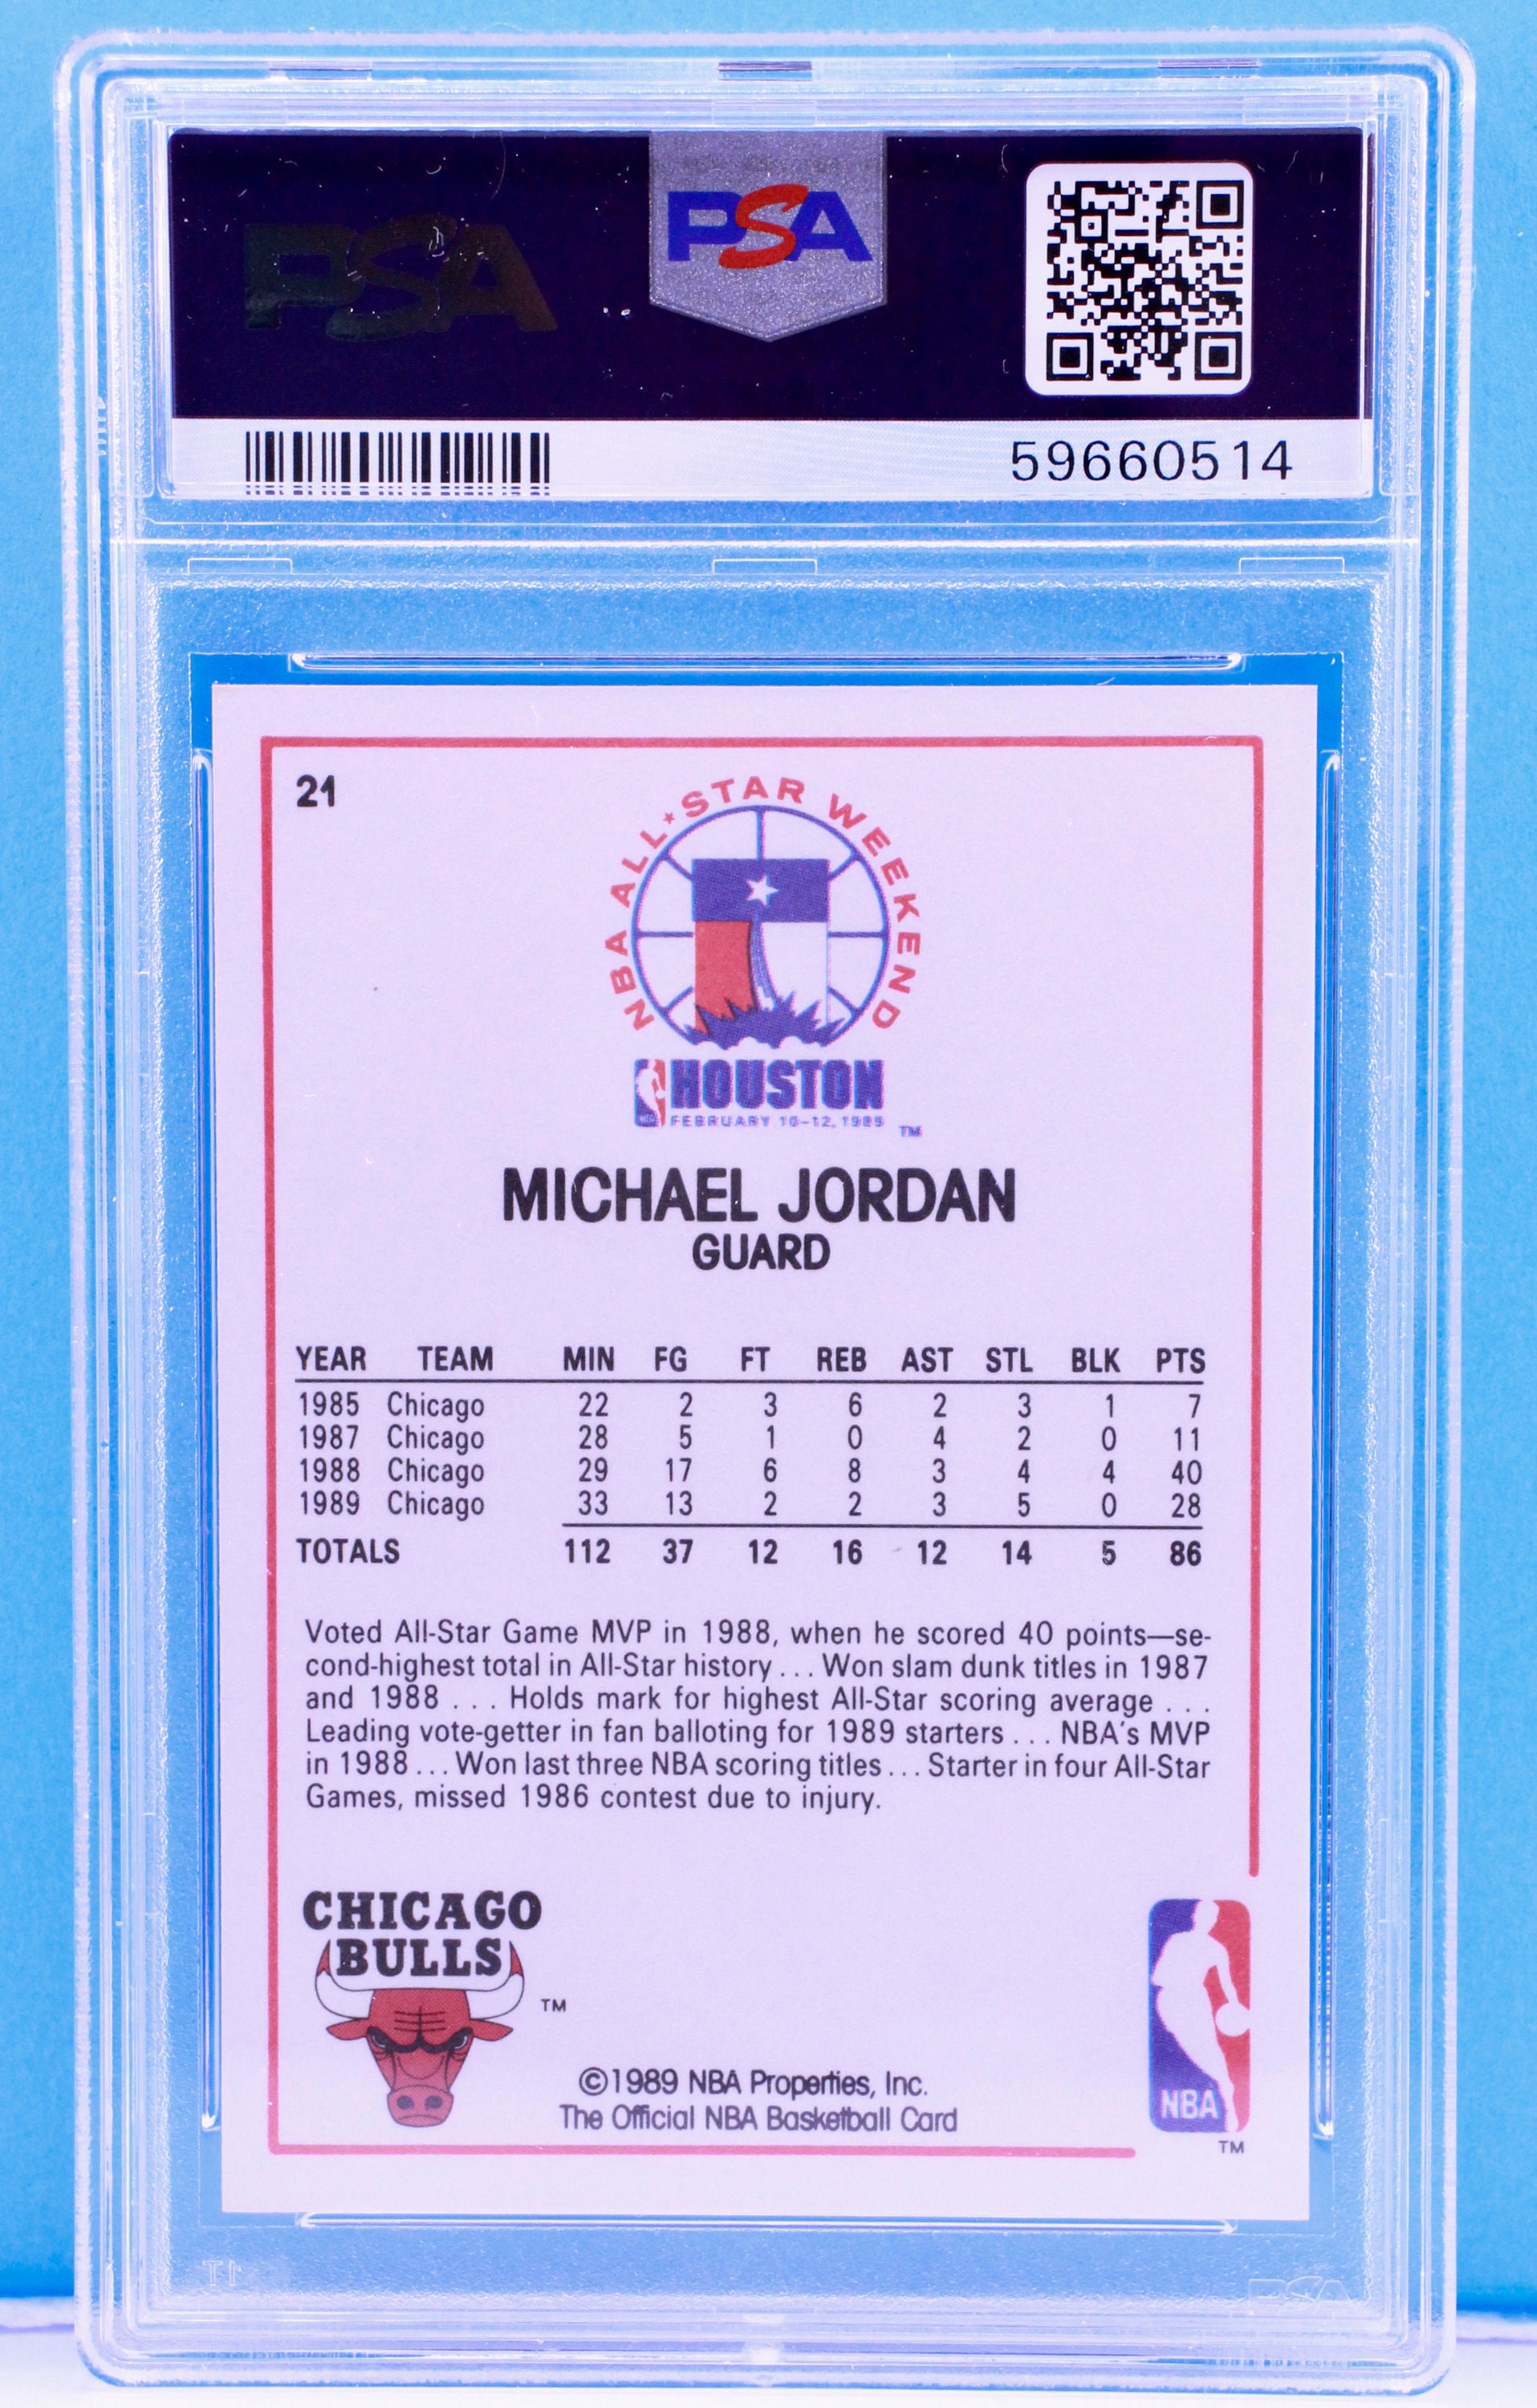 PSA
PSA
59660514
21
NBA ALL★STAR WEEKEND
HOUSTON
NBA
FEBRUARY 10-12, 1989
TM
MICHAEL JORDAN
GUARD
YEAR TEAM MIN FG FT REB AST STL BLK PTS
1985 Chicago 22 2 3 6 2 3 1 7
1987 Chicago 28 5 1 0 4 2 0 11
1988 Chicago 29 17 6 8 3 4 4 40
1989 Chicago 33 13 2 2 3 5 0 28
TOTALS 112 37 12 16 12 14 5 86
Voted All-Star Game MVP in 1988, when he scored 40 points—se-
cond-highest total in All-Star history... Won slam dunk titles in 1987
and 1988 . . . Holds mark for highest All-Star scoring average . . .
Leading vote-getter in fan balloting for 1989 starters... NBA's MVP
in 1988... Won last three NBA scoring titles... Starter in four All-Star
Games, missed 1986 contest due to injury.
CHICAGO
BULLS
TM
©1989 NBA Properties, Inc.
The Official NBA Basketball Card
NBA
TM
PSA